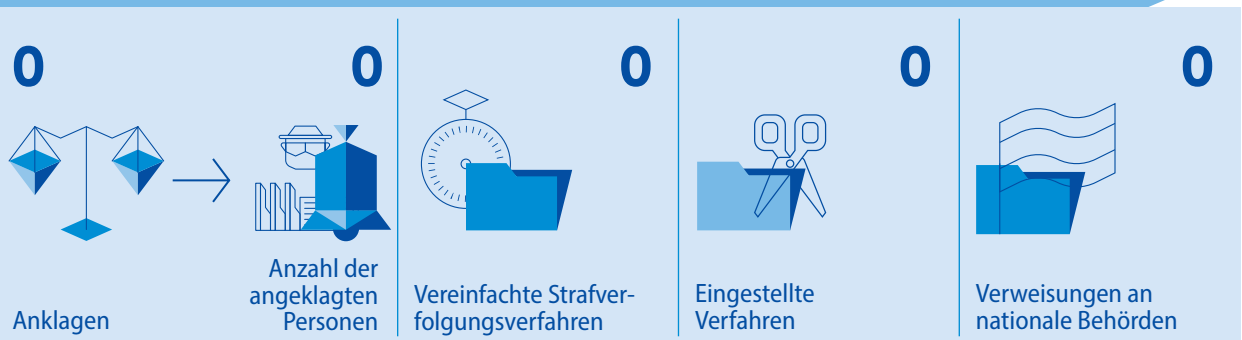 0
Anklagen
0
Anzahl der
angeklagten
Personen
0
Vereinfachte Strafver-
folgungsverfahren
0
Eingestellte
Verfahren
0
Verweisungen an
nationale Behörden